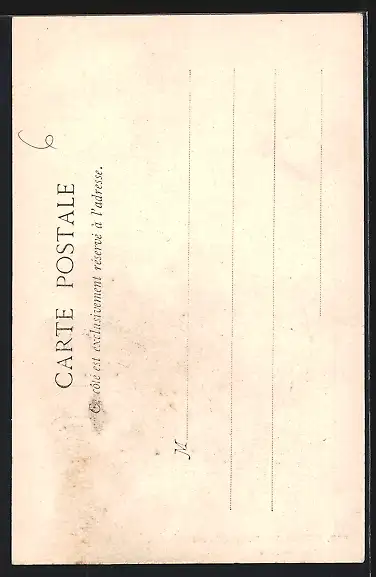 6
CARTE POSTALE
Ce côté est exclusivement réservé à l'adresse.
M